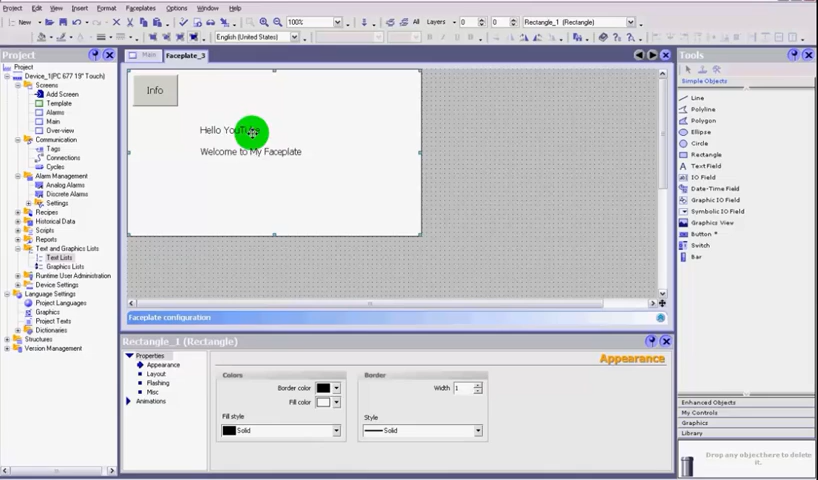 Project Edit View Insert Format Faceplates Options Window Help
New
100%
All Layers 0 0 Rectangle_1 (Rectangle)
English (United States)
Project
Project
Device_1(PC 677 19" Touch)
Screens
Add Screen
Template
Alarms
Main
Over-view
Communication
Tags
Connections
Cycles
Alarm Management
Analog Alarms
Discrete Alarms
Settings
Recipes
Historical Data
Scripts
Reports
Text and Graphics Lists
Text Lists
Graphics Lists
Runtime User Administration
Device Settings
Language Settings
Project Languages
Graphics
Project Texts
Dictionaries
Structures
Version Management
Main
Faceplate_3
Info
Hello YouTube
Welcome to My Faceplate
Faceplate configuration
Rectangle_1 (Rectangle)
Properties
Appearance
Layout
Flashing
Misc
Animations
Appearance
Colors
Border color
Fill color
Fill style
Solid
Border
Width 1
Style
Solid
Tools
Simple Objects
Line
Polyline
Polygon
Ellipse
Circle
Rectangle
Text Field
IO Field
Date-Time Field
Graphic IO Field
Symbolic IO Field
Graphics View
Button
Switch
Bar
Enhanced Objects
My Controls
Graphics
Library
Drop any object here to delete
it.